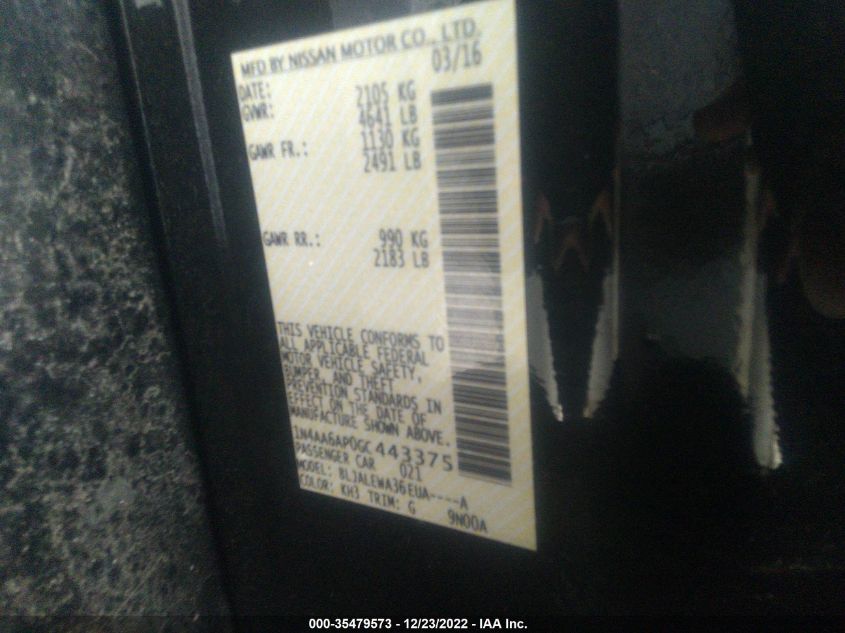 MFD BY NISSAN MOTOR CO., LTD.
DATE: 03/16
GVWR: 2105 KG
4641 LB
GAWR FR.: 1130 KG
2491 LB
GAWR RR.: 990 KG
2183 LB
THIS VEHICLE CONFORMS TO
ALL APPLICABLE FEDERAL
MOTOR VEHICLE SAFETY,
BUMPER, AND THEFT
PREVENTION STANDARDS IN
EFFECT ON THE DATE OF
MANUFACTURE SHOWN ABOVE.
1N4AA6AP0GC443375
PASSENGER CAR 021
MODEL: BLJALEWA36EUA----A
COLOR: KH3 TRIM: G 9N00A
000-35479573 - 12/23/2022 - IAA Inc.